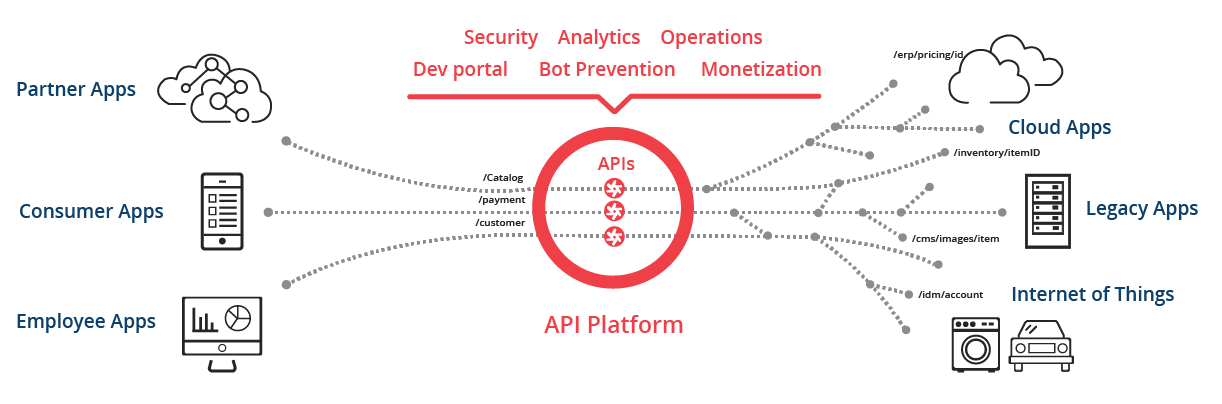 Security Analytics Operations
Dev portal Bot Prevention Monetization
Partner Apps
Consumer Apps
Employee Apps
/Catalog
/payment
/customer
APIs
API Platform
/erp/pricing/id
Cloud Apps
/inventory/itemID
Legacy Apps
/cms/images/item
/idm/account
Internet of Things